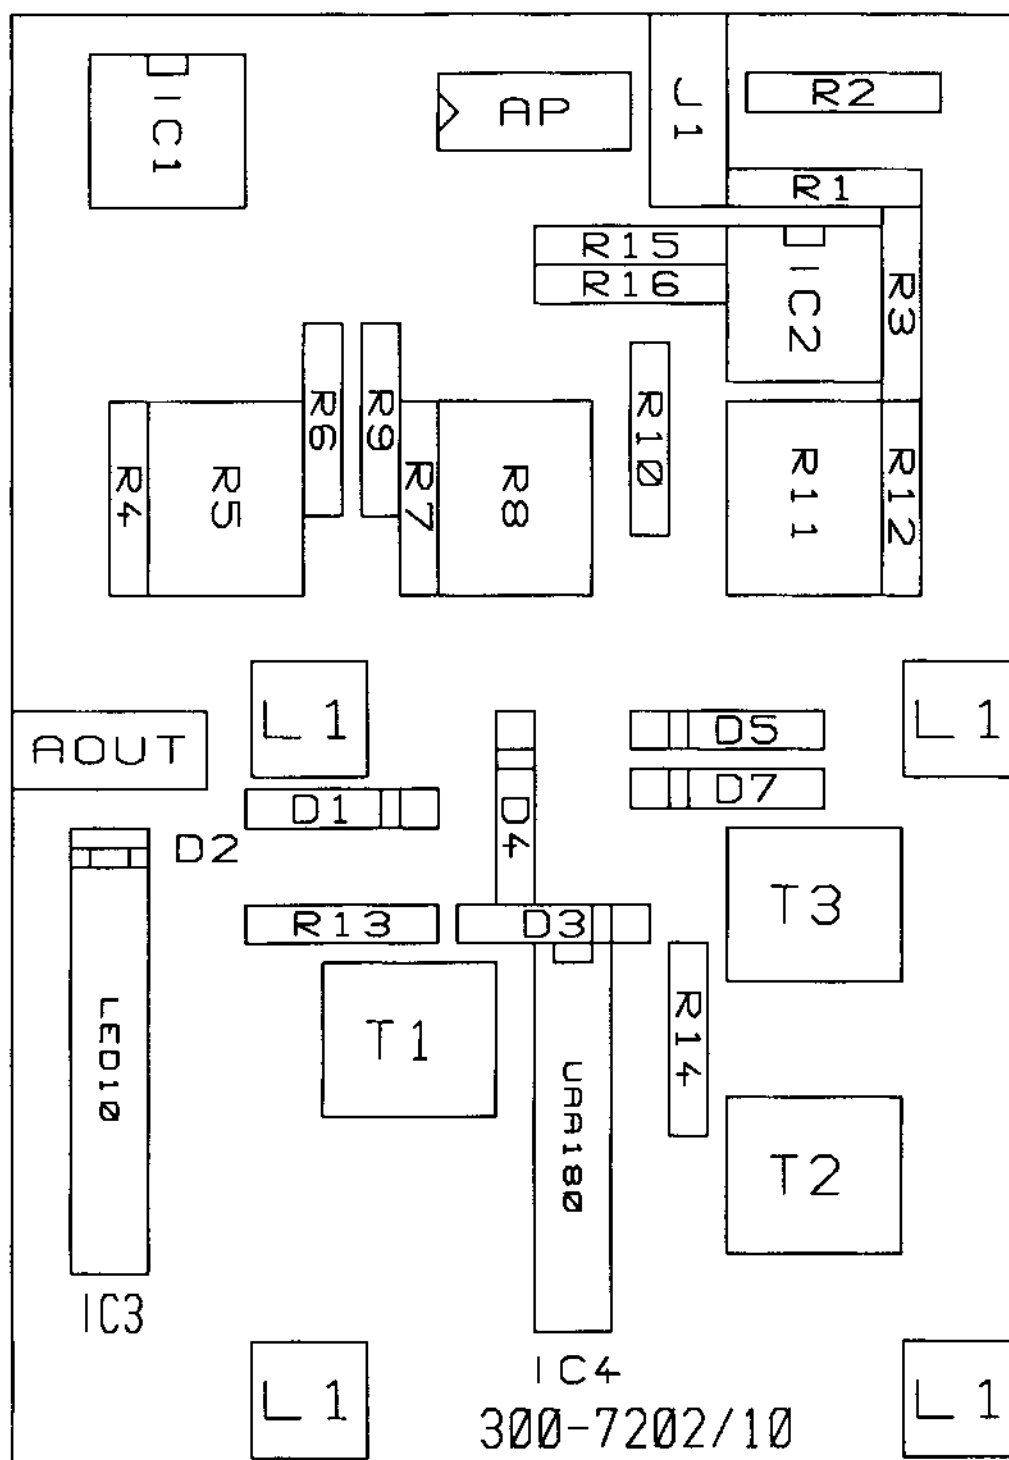 IC1
AP
J1
R2
R1
R15
R16
IC2
R3
R4
R5
R6
R9
R7
R8
R10
R11
R12
AOUT
L1
L1
D5
D7
D1
D2
D4
R13
D3
T3
LED10
T1
UAA180
R14
T2
IC3
L1
IC4
L1
300-7202/10